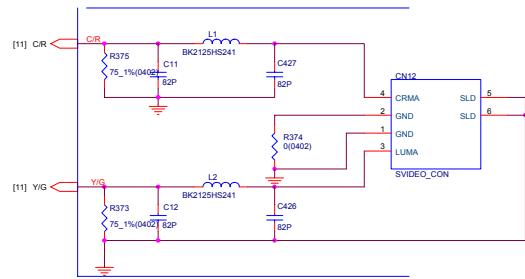 [11] C/R
C/R
L1
BK2125HS241
R375
75_1%(0402)
C11
82P
C427
82P
CN12
4 CRMA
SLD 5
2 GND
SLD 6
1 GND
3 LUMA
SVIDEO_CON
R374
0(0402)
[11] Y/G
Y/G
L2
BK2125HS241
R373
75_1%(0402)
C12
82P
C426
82P